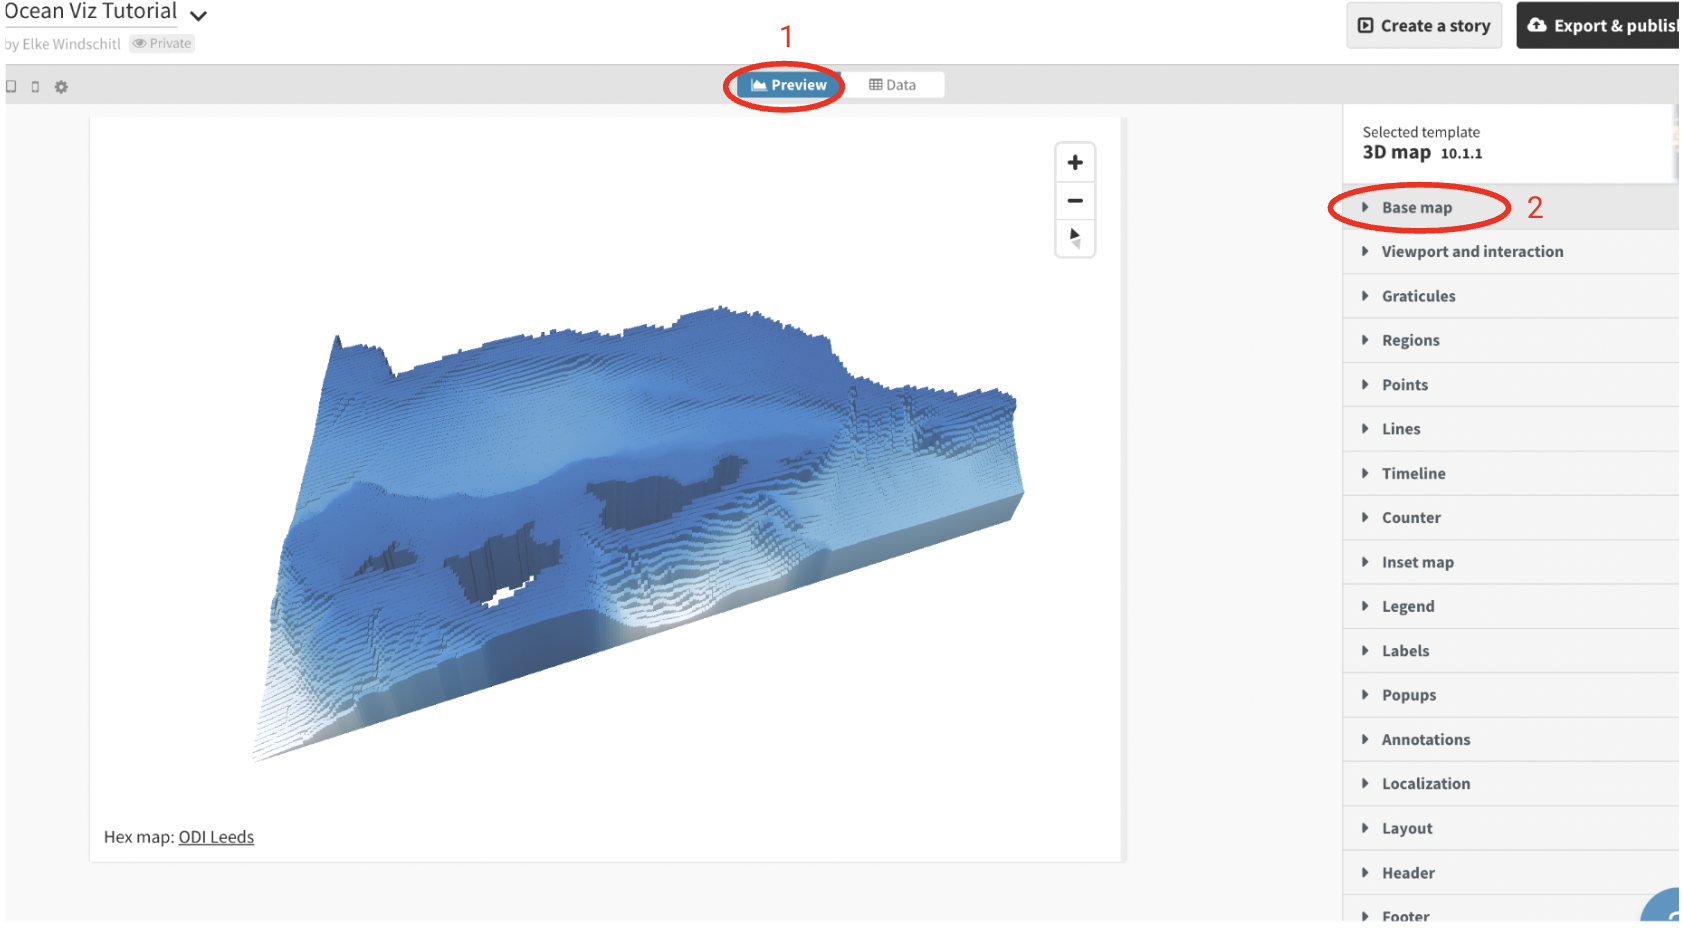 Ocean Viz Tutorial
by Elke Windschitl Private
Create a story
Export & publish
1
Preview
Data
Selected template
3D map 10.1.1
Base map
2
Viewport and interaction
Graticules
Regions
Points
Lines
Timeline
Counter
Inset map
Legend
Labels
Popups
Annotations
Localization
Layout
Header
Footer
Hex map: ODI Leeds